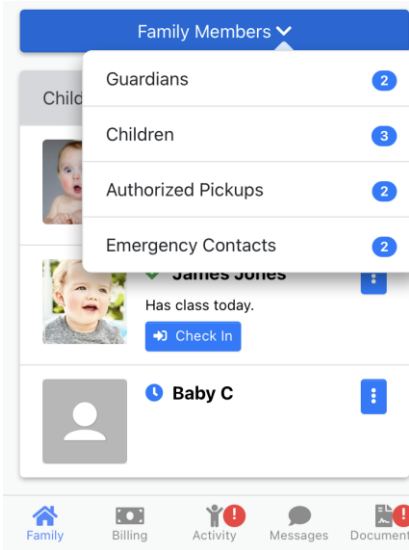 Family Members
Guardians 2
Child
Children 3
Authorized Pickups 2
Emergency Contacts 2
James Jones
Has class today.
Check In
Baby C
Family Billing Activity Messages Document